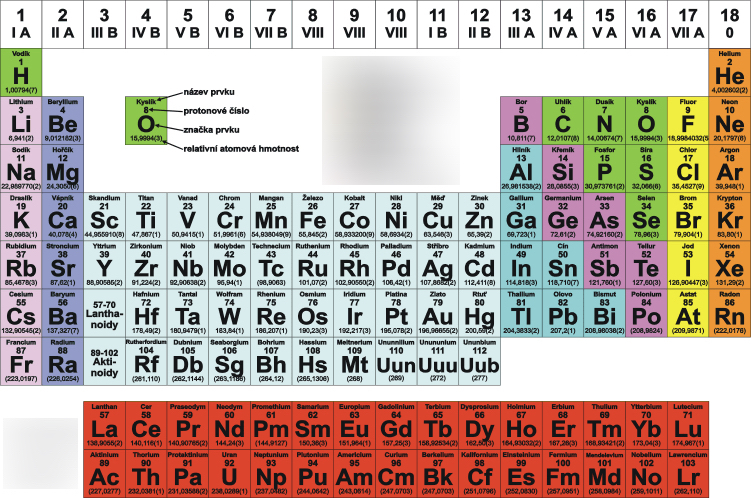 1 2 3 4 5 6 7 8 9 10 11 12 13 14 15 16 17 18
I A II A III B IV B V B VI B VII B VIII VIII VIII I B II B III A IV A V A VI A VII A 0
Vodík Helium
1 2
H He
1,00794(7) 4,002602(2)
název prvku
protonové číslo
značka prvku
relativní atomová hmotnost
Lithium Beryllium Kyslík Bor Uhlík Dusík Kyslík Fluor Neon
3 4 8 5 6 7 8 9 10
Li Be O B C N O F Ne
6,941(2) 9,012182(3) 15,9994(3) 10,811(7) 12,0107(8) 14,00674(7) 15,9994(3) 18,9984032(5) 20,1797(6)
Sodík Hořčík Hliník Křemík Fosfor Síra Chlor Argon
11 12 13 14 15 16 17 18
Na Mg Al Si P S Cl Ar
22,989770(2) 24,3050(6) 26,981538(2) 28,0855(3) 30,973761(2) 32,066(6) 35,4527(9) 39,948(1)
Draslík Vápník Skandium Titan Vanad Chrom Mangan Železo Kobalt Nikl Měď Zinek Gallium Germanium Arsen Selen Brom Krypton
19 20 21 22 23 24 25 26 27 28 29 30 31 32 33 34 35 36
K Ca Sc Ti V Cr Mn Fe Co Ni Cu Zn Ga Ge As Se Br Kr
39,0983(1) 40,078(4) 44,955910(8) 47,867(1) 50,9415(1) 51,9961(6) 54,938049(9) 55,845(2) 58,933200(9) 58,6934(2) 63,546(3) 65,39(2) 69,723(1) 72,61(2) 74,92160(2) 78,96(3) 79,904(1) 83,80(1)
Rubidium Stroncium Yttrium Zirkonium Niob Molybden Technecium Ruthenium Rhodium Palladium Stříbro Kadmium Indium Cín Antimon Tellur Jod Xenon
37 38 39 40 41 42 43 44 45 46 47 48 49 50 51 52 53 54
Rb Sr Y Zr Nb Mo Tc Ru Rh Pd Ag Cd In Sn Sb Te I Xe
85,4678(3) 87,62(1) 88,90585(2) 91,224(2) 92,90638(2) 95,94(1) (98,9063) 101,07(2) 102,90550(2) 106,42(1) 107,8682(2) 112,411(8) 114,818(3) 118,710(7) 121,760(1) 127,60(3) 126,90447(3) 131,29(2)
Cesium Baryum 57-70 Lanthanoidy Hafnium Tantal Wolfram Rhenium Osmium Iridium Platina Zlato Rtuť Thallium Olovo Bismut Polonium Astat Radon
55 56 72 73 74 75 76 77 78 79 80 81 82 83 84 85 86
Cs Ba Hf Ta W Re Os Ir Pt Au Hg Tl Pb Bi Po At Rn
132,90545(2) 137,327(7) 178,49(2) 180,9479(1) 183,84(1) 186,207(1) 190,23(3) 192,217(3) 195,078(2) 196,96655(2) 200,59(2) 204,3833(2) 207,2(1) 208,98038(2) (208,9824) (209,9871) (222,0176)
Francium Radium 89-102 Aktinoidy Rutherfordium Dubnium Seaborgium Bohrium Hassium Meitnerium Ununnilium Unununium Ununbium
87 88 104 105 106 107 108 109 110 111 112
Fr Ra Rf Db Sg Bh Hs Mt Uun Uuu Uub
(223,0197) (226,0254) (261,110) (262,1144) (263,1186) (264,12) (265,1306) (268) (269) (272) (277)
Lanthan Cer Praseodym Neodym Promethium Samarium Europium Gadolinium Terbium Dysprosium Holmium Erbium Thulium Ytterbium Lutecium
57 58 59 60 61 62 63 64 65 66 67 68 69 70 71
La Ce Pr Nd Pm Sm Eu Gd Tb Dy Ho Er Tm Yb Lu
138,9055(2) 140,116(1) 140,90765(2) 144,24(3) (144,9127) 150,36(3) 151,964(1) 157,25(3) 158,92534(2) 162,50(3) 164,93032(2) 167,26(3) 168,93421(2) 173,04(3) 174,967(1)
Aktinium Thorium Protaktinium Uran Neptunium Plutonium Americium Curium Berkelium Kalifornium Einsteinium Fermium Mendelevium Nobelium Lawrencium
89 90 91 92 93 94 95 96 97 98 99 100 101 102 103
Ac Th Pa U Np Pu Am Cm Bk Cf Es Fm Md No Lr
(227,0277) 232,0381(1) 231,03588(2) 238,0289(1) (237,0482) (244,0642) (243,0614) (247,0703) (247,0703) (251,0796) (252,0830) (257,0951) (258,0984) (259,1011) (262,110)